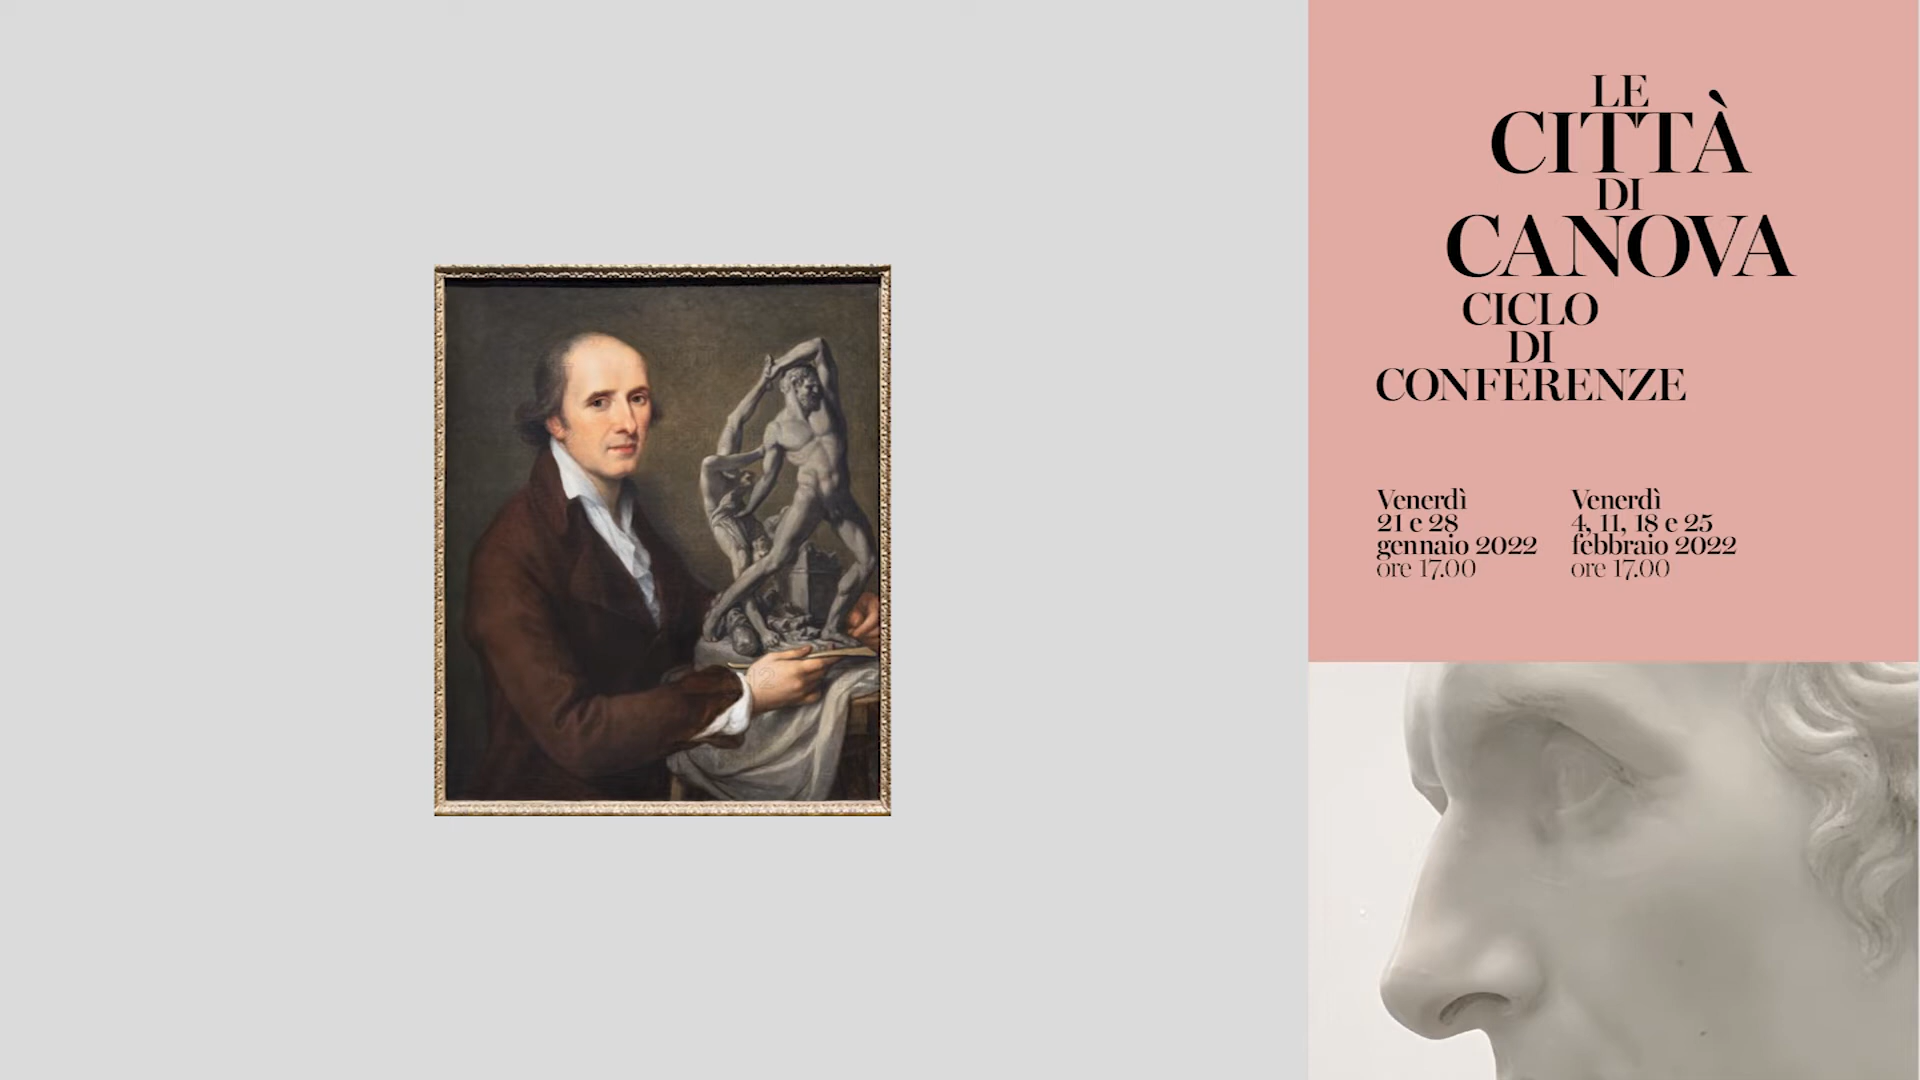 LE
CITTÀ
DI
CANOVA
CICLO
DI
CONFERENZE
Venerdì
21 e 28
gennaio 2022
ore 17.00
Venerdì
4, 11, 18 e 25
febbraio 2022
ore 17.00